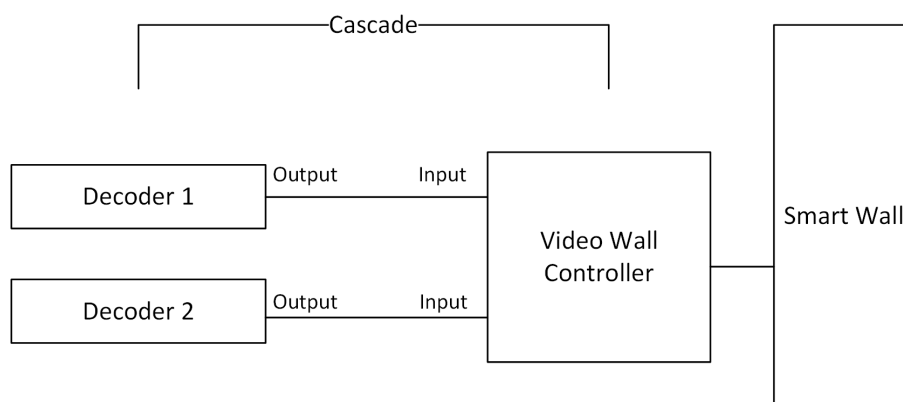 Cascade
Output
Input
Decoder 1
Smart Wall
Video Wall
Controller
Output
Input
Decoder 2